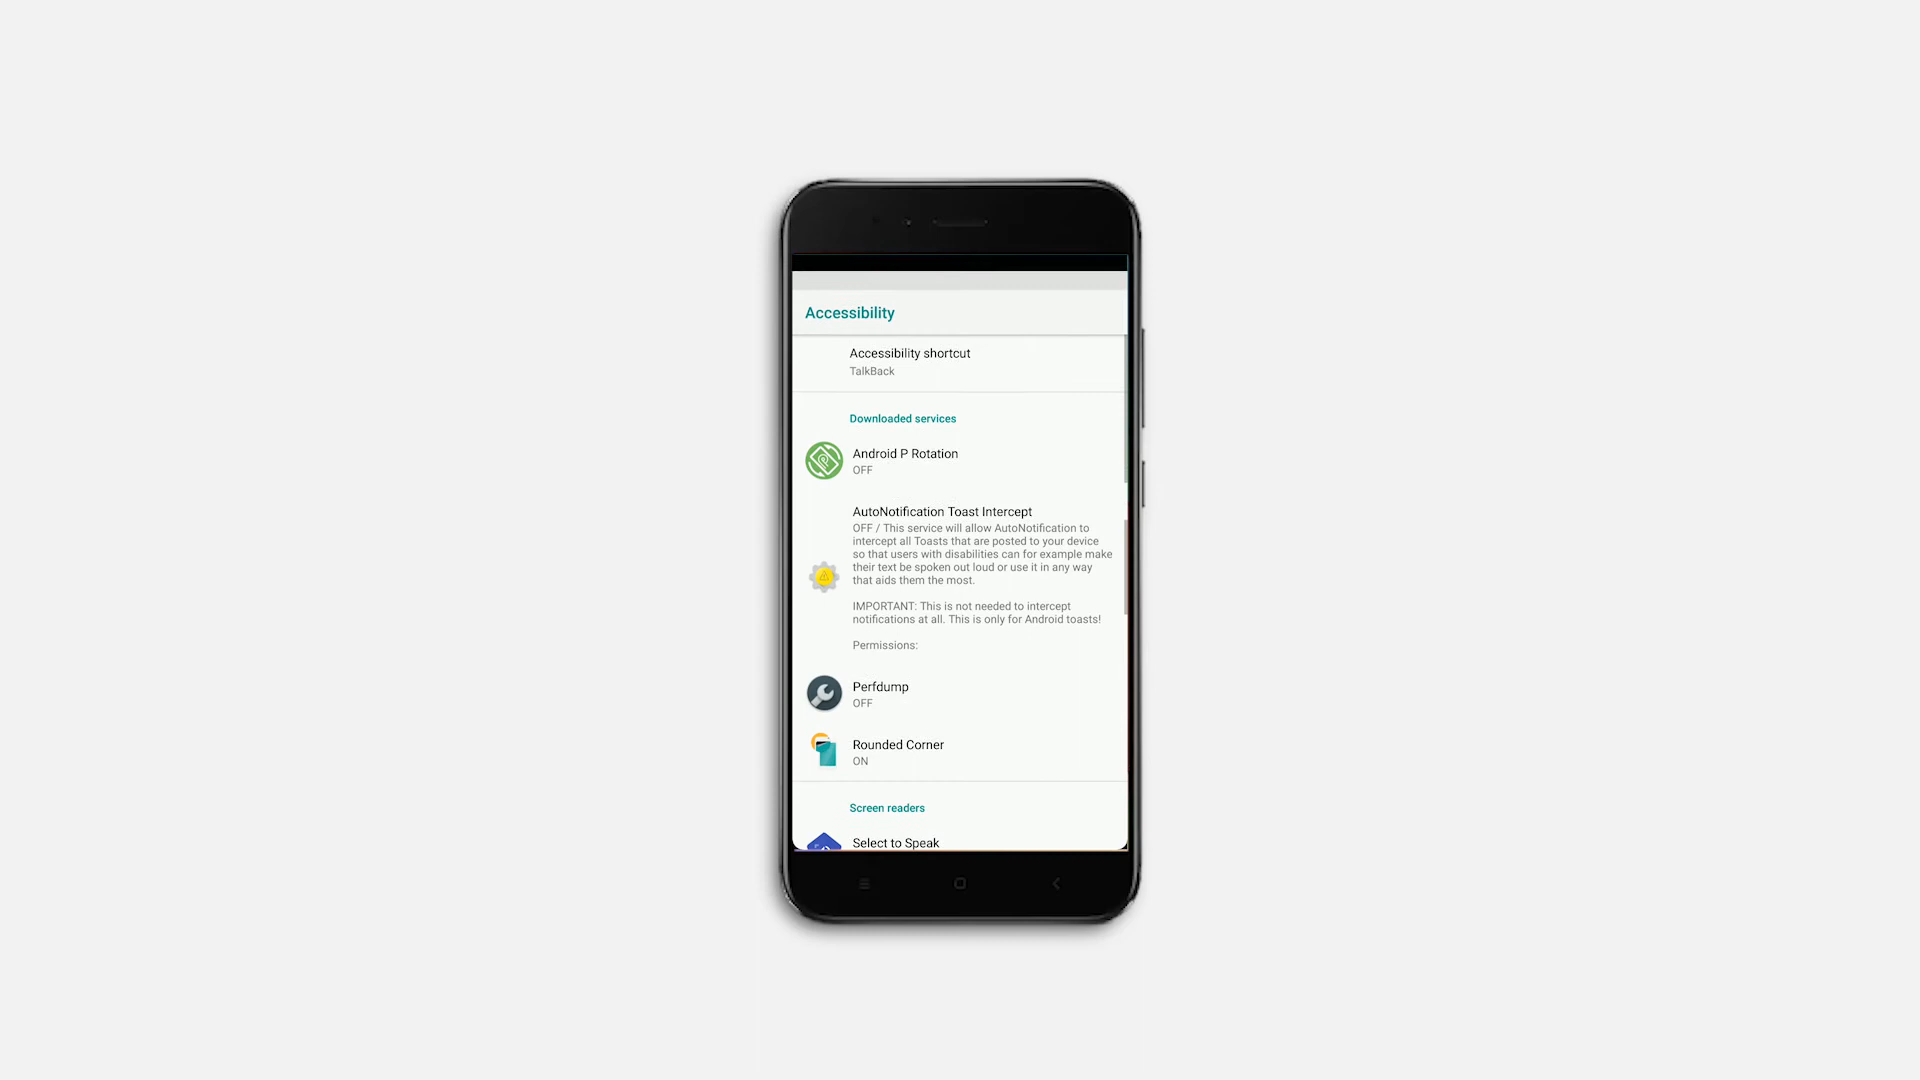 Accessibility
Accessibility shortcut
TalkBack
Downloaded services
Android P Rotation
OFF
AutoNotification Toast Intercept
OFF / This service will allow AutoNotification to
intercept all Toasts that are posted to your device
so that users with disabilities can for example make
their text be spoken out loud or use it in any way
that aids them the most.
IMPORTANT: This is not needed to intercept
notifications at all. This is only for Android toasts!
Permissions:
Perfdump
OFF
Rounded Corner
ON
Screen readers
Select to Speak